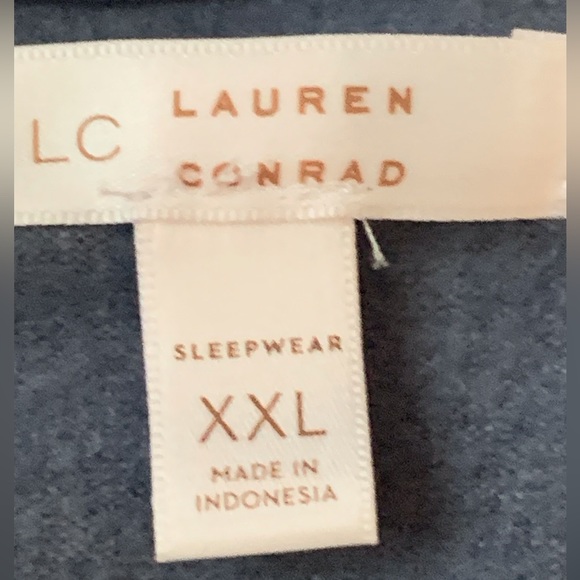 LC
LAUREN
CONRAD
SLEEPWEAR
XXL
MADE IN
INDONESIA